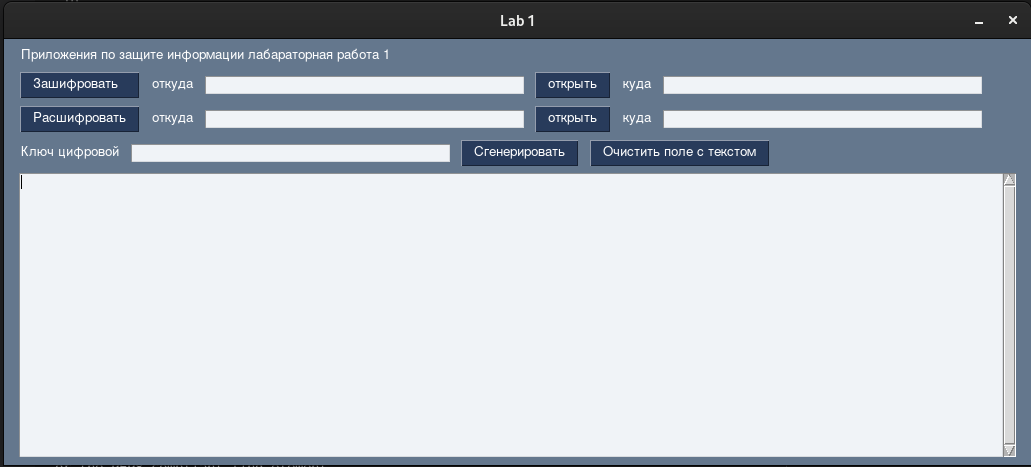 Lab 1
Приложения по защите информации лабараторная работа 1
Зашифровать откуда открыть куда
Расшифровать откуда открыть куда
Ключ цифровой Сгенерировать Очистить поле с текстом